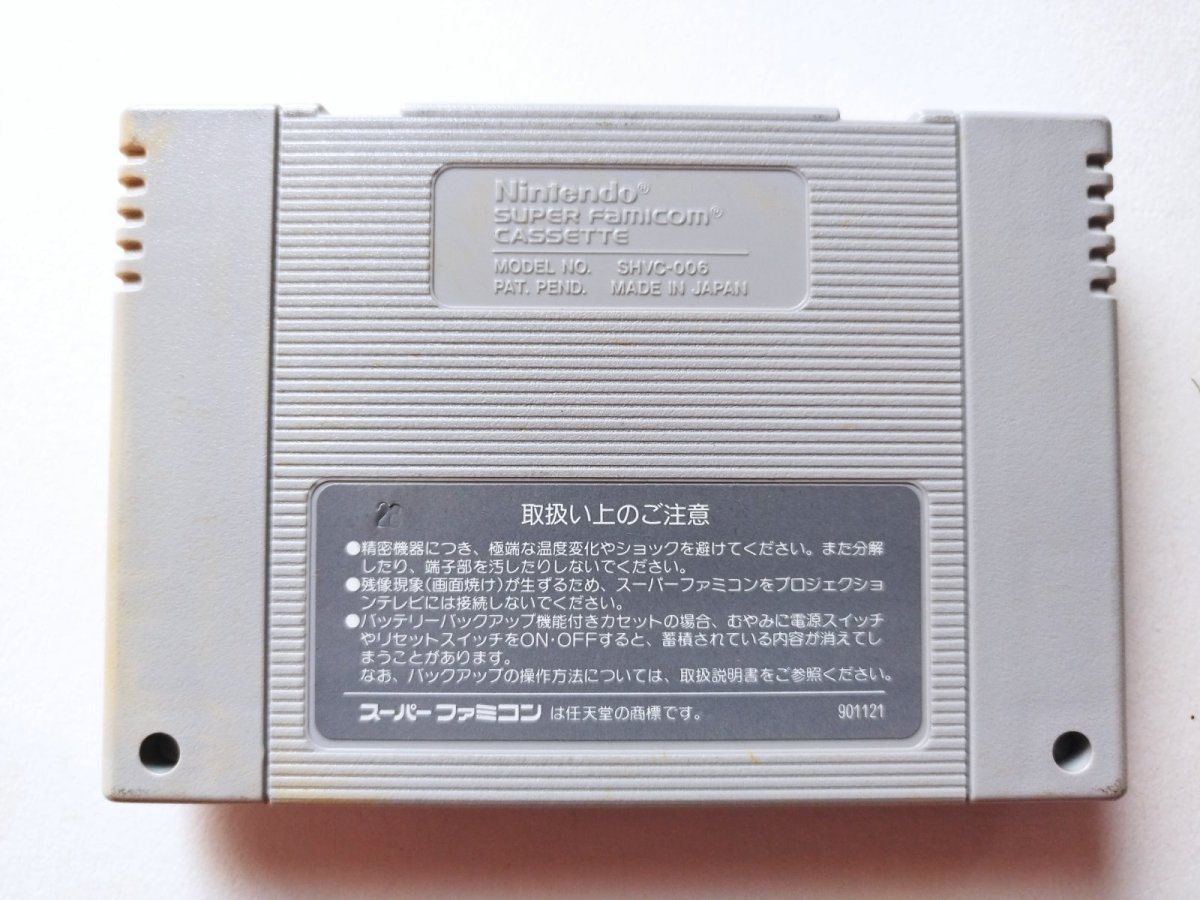 Nintendo®
SUPER Famicom®
CASSETTE
MODEL NO. SHVC-006
PAT. PEND. MADE IN JAPAN
28
取扱い上のご注意
●精密機器につき、極端な温度変化やショックを避けてください。また分解
したり、端子部を汚したりしないでください。
●残像現象(画面焼け)が生ずるため、スーパーファミコンをプロジェクショ
ンテレビには接続しないでください。
●バッテリーバックアップ機能付きカセットの場合、むやみに電源スイッチ
やリセットスイッチをON・OFFすると、蓄積されている内容が消えてし
まうことがあります。
なお、バックアップの操作方法については、取扱説明書をご参照ください。
スーパーファミコン は任天堂の商標です。 901121